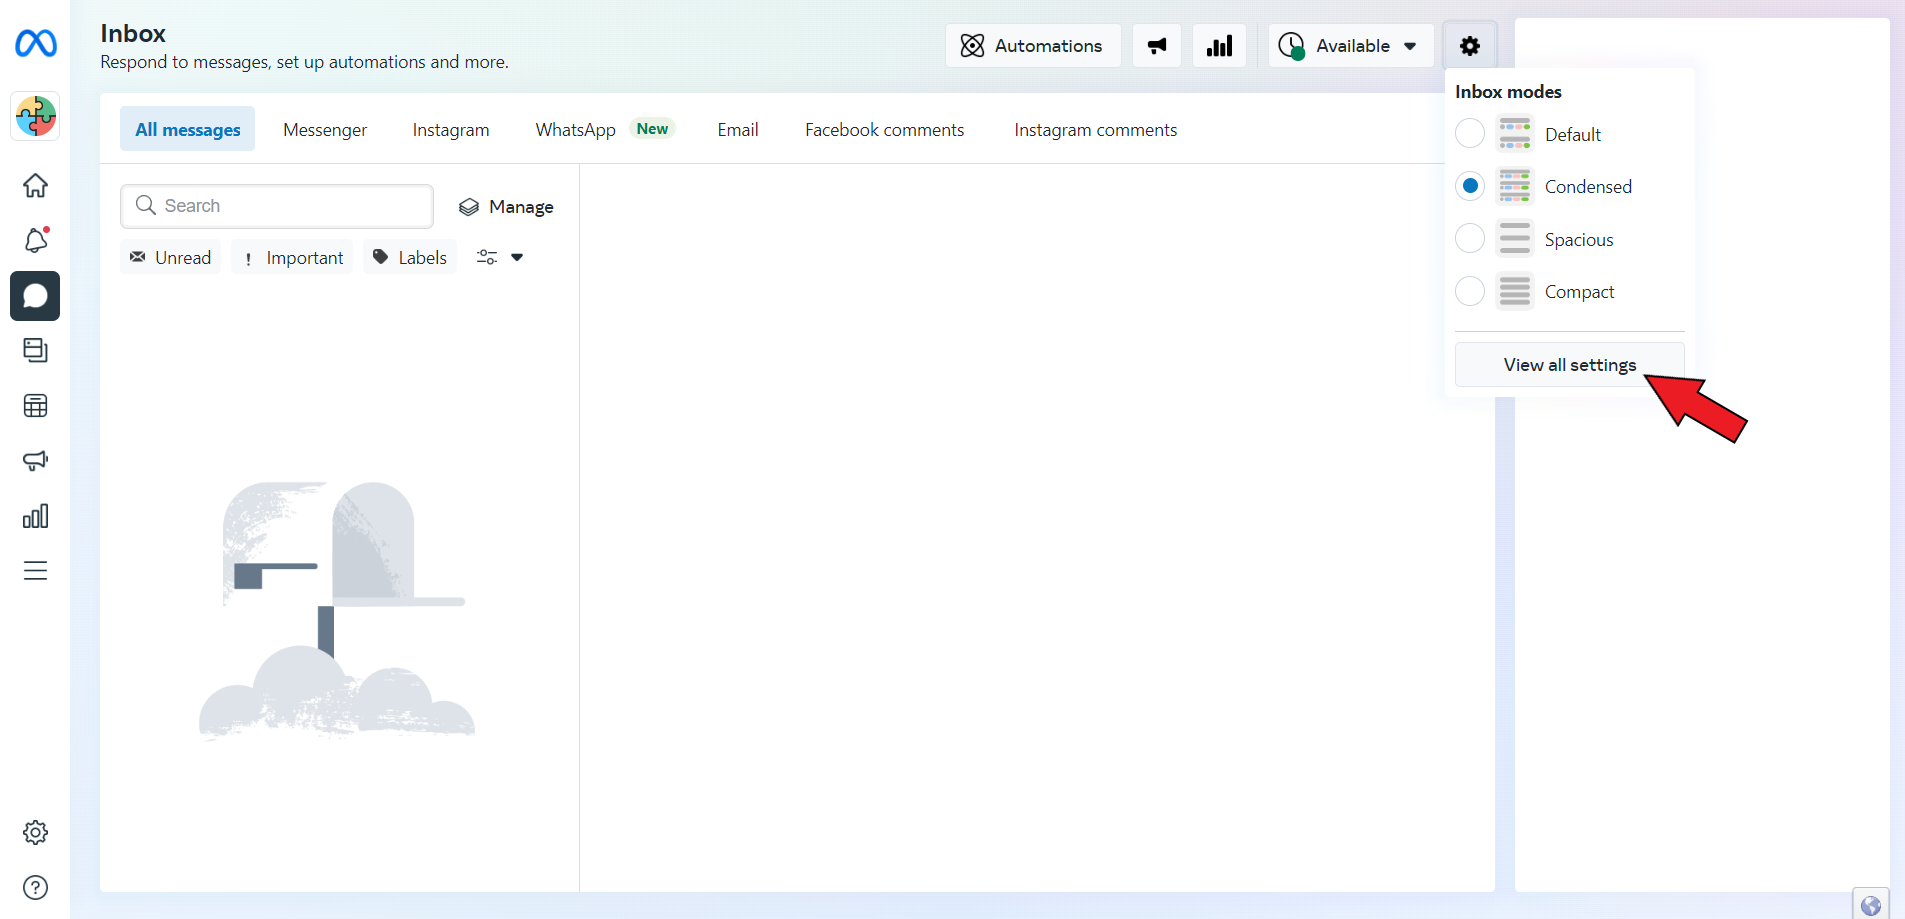 Inbox
Respond to messages, set up automations and more.
Automations
Available
All messages
Messenger
Instagram
WhatsApp New
Email
Facebook comments
Instagram comments
Search
Manage
Unread
! Important
Labels
Inbox modes
Default
Condensed
Spacious
Compact
View all settings